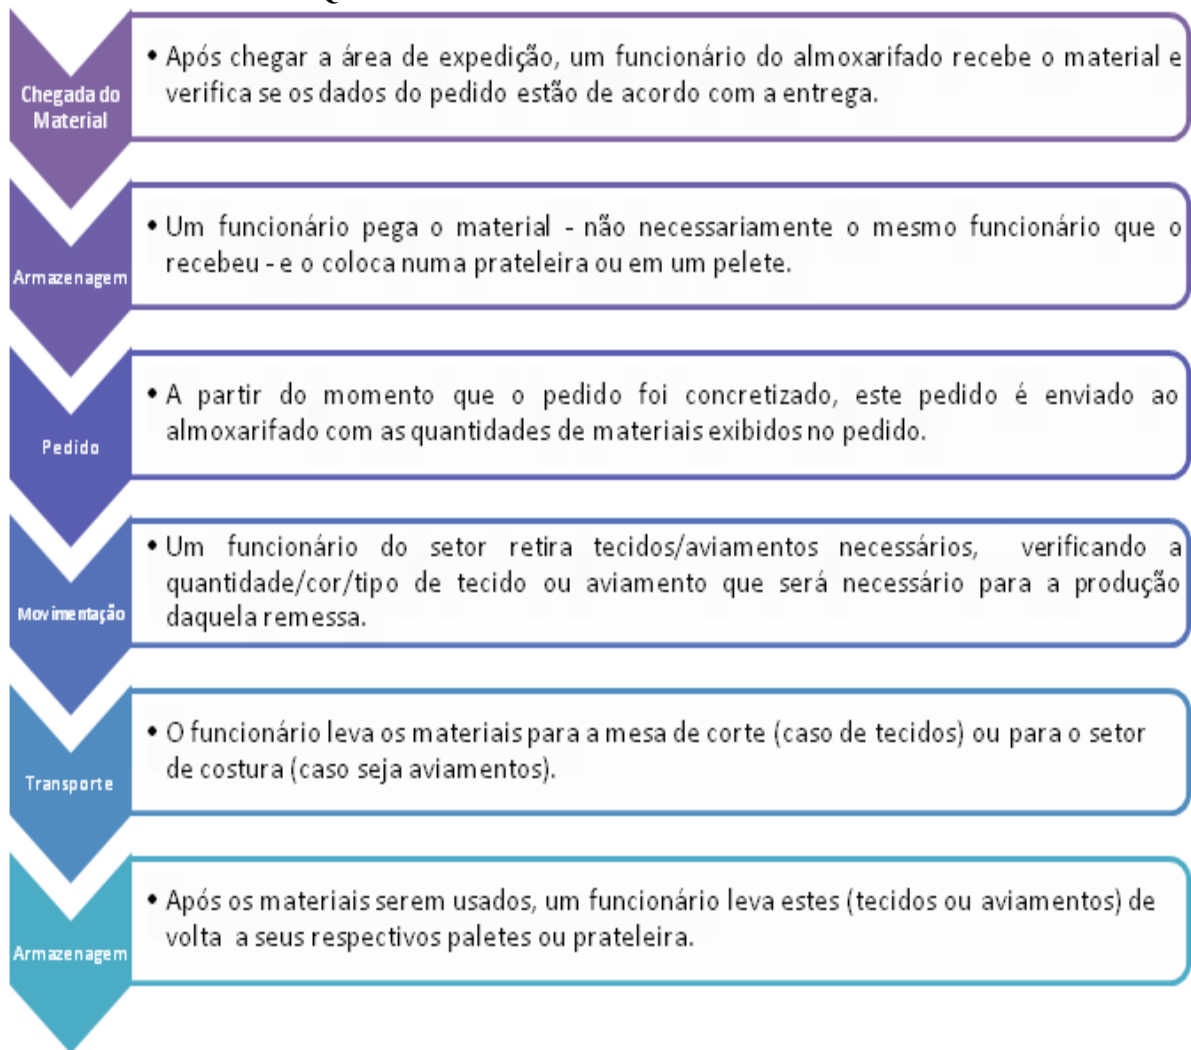 Chegada do
Material
• Após chegar a área de expedição, um funcionário do almoxarifado recebe o material e
verifica se os dados do pedido estão de acordo com a entrega.
Armazenagem
• Um funcionário pega o material - não necessariamente o mesmo funcionário que o
recebeu - e o coloca numa prateleira ou em um pelete.
Pedido
• A partir do momento que o pedido foi concretizado, este pedido é enviado ao
almoxarifado com as quantidades de materiais exibidos no pedido.
Movimentação
• Um funcionário do setor retira tecidos/aviamentos necessários, verificando a
quantidade/cor/tipo de tecido ou aviamento que será necessário para a produção
daquela remessa.
Transporte
• O funcionário leva os materiais para a mesa de corte (caso de tecidos) ou para o setor
de costura (caso seja aviamentos).
Armazenagem
• Após os materiais serem usados, um funcionário leva estes (tecidos ou aviamentos) de
volta a seus respectivos paletes ou prateleira.